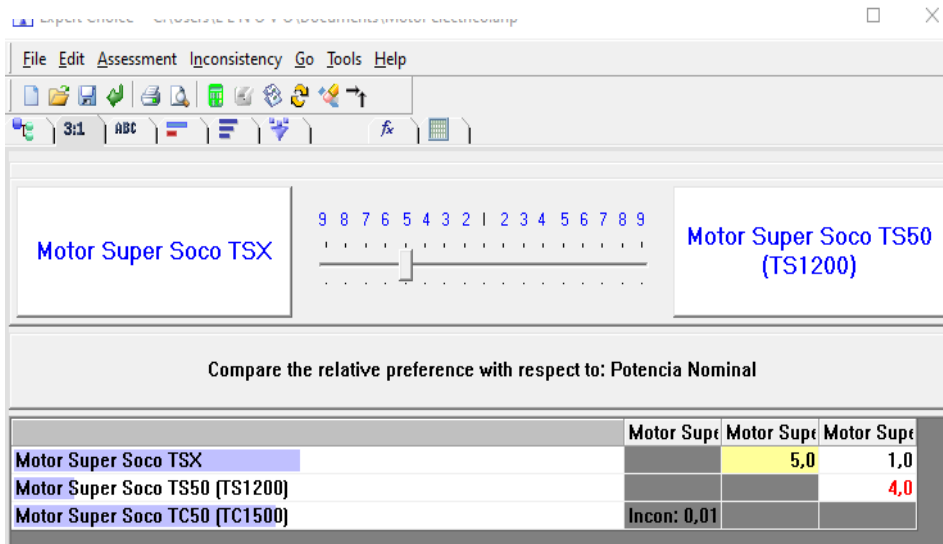 File Edit Assessment Inconsistency Go Tools Help
3:1 ABC fx
Motor Super Soco TSX
9 8 7 6 5 4 3 2 | 2 3 4 5 6 7 8 9
Motor Super Soco TS50
(TS1200)
Compare the relative preference with respect to: Potencia Nominal
Motor Supe Motor Supe Motor Supe
Motor Super Soco TSX 5,0 1,0
Motor Super Soco TS50 (TS1200) 4,0
Motor Super Soco TC50 (TC1500) Incon: 0,01